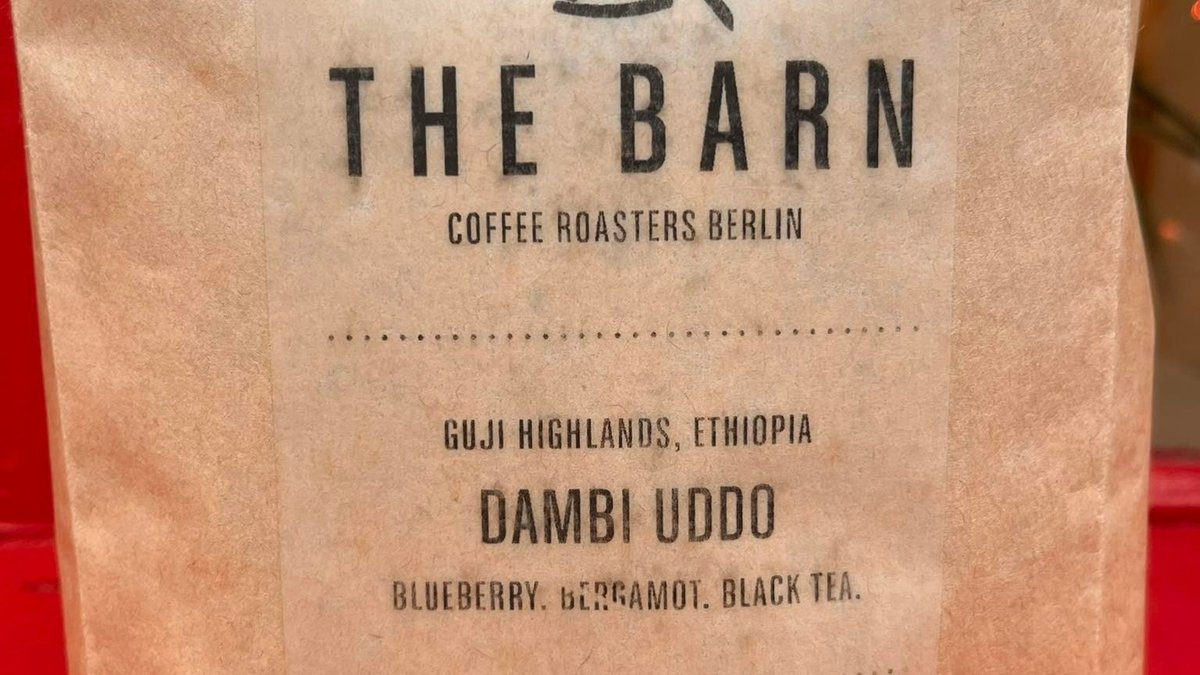 THE BARN
COFFEE ROASTERS BERLIN
GUJI HIGHLANDS, ETHIOPIA
DAMBI UDDO
BLUEBERRY. BERGAMOT. BLACK TEA.